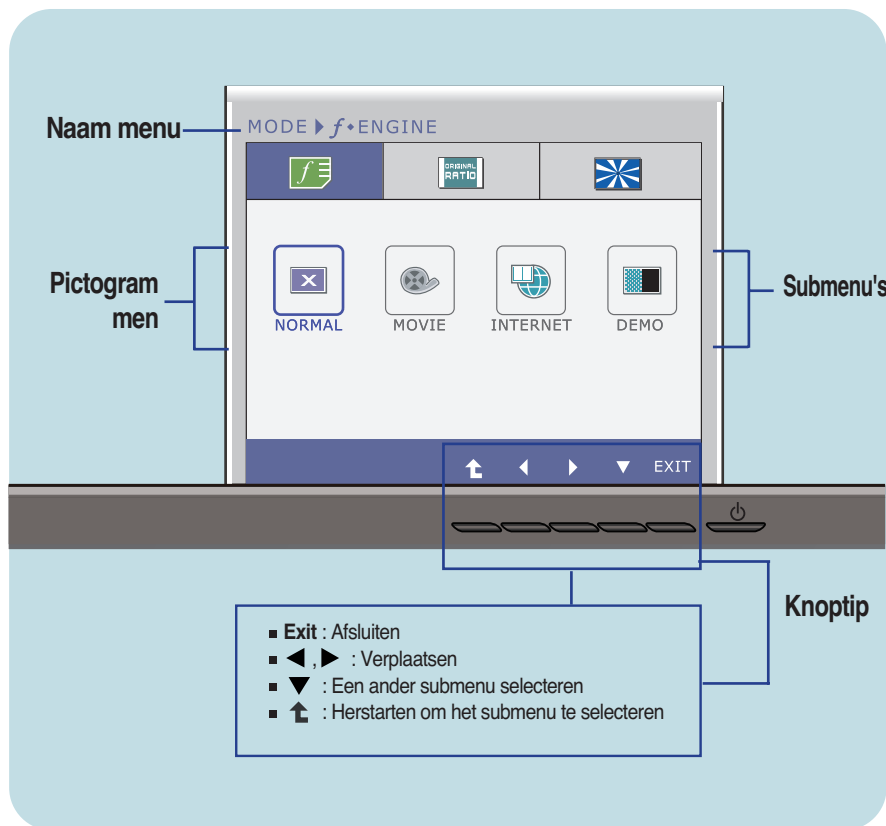 Naam menu
MODE ▶ f◆ENGINE
f
ORIGINAL
RATIO
Pictogram
men
NORMAL
MOVIE
INTERNET
DEMO
Submenu's
EXIT
Knoptip
■ Exit : Afsluiten
■ ◀ , ▶ : Verplaatsen
■ ▼ : Een ander submenu selecteren
■ ⮤ : Herstarten om het submenu te selecteren